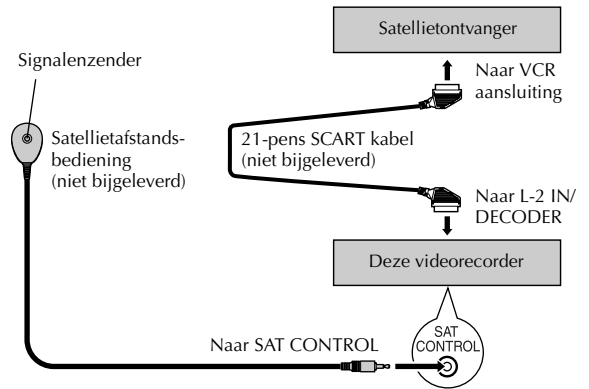 Satellietontvanger
Signalenzender
Naar VCR
aansluiting
Satellietafstands-
bediening
(niet bijgeleverd)
21-pens SCART kabel
(niet bijgeleverd)
Naar L-2 IN/
DECODER
Deze videorecorder
SAT
CONTROL
Naar SAT CONTROL